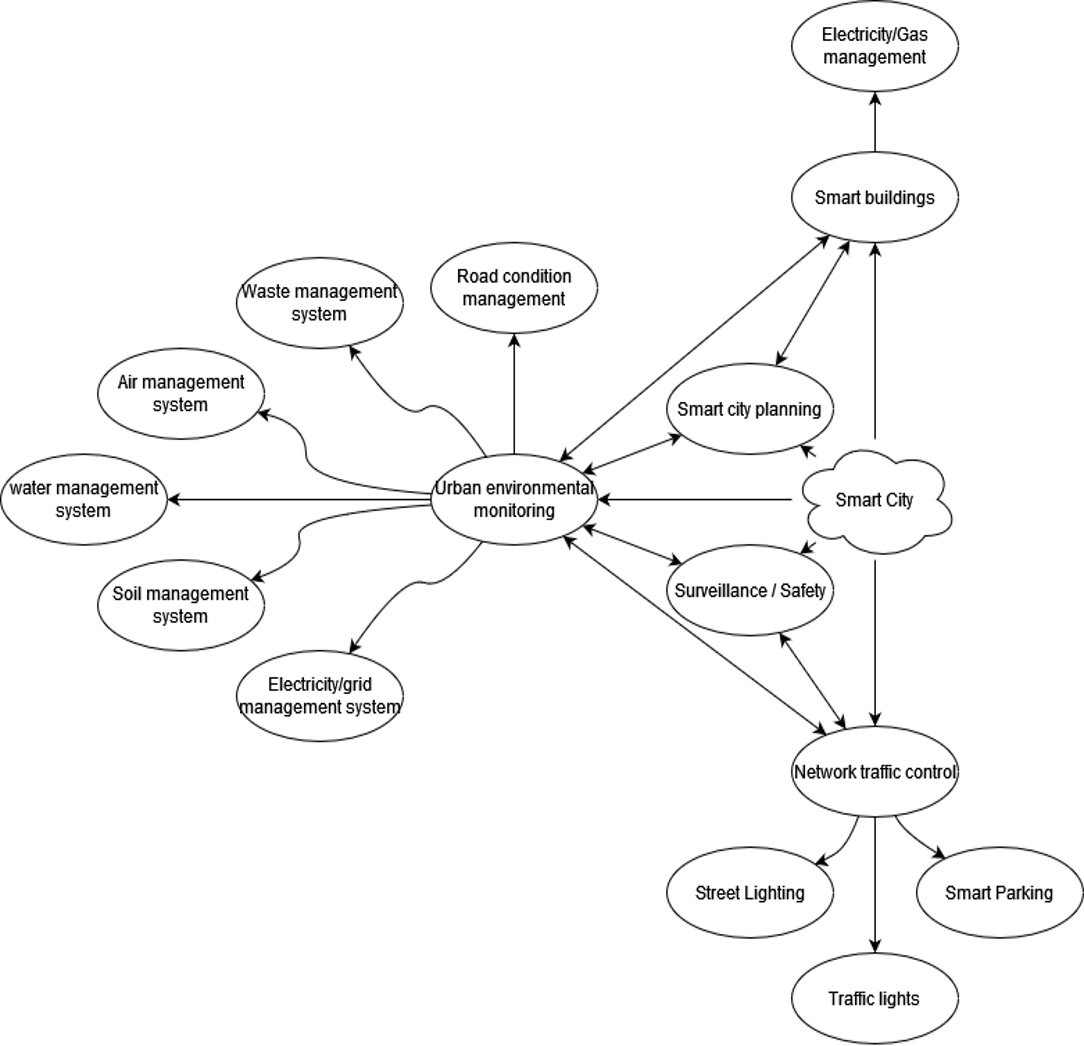 Electricity/Gas
management
Smart buildings
Road condition
management
Waste management
system
Air management
system
Smart city planning
water management
system
Urban environmental
monitoring
Smart City
Soil management
system
Surveillance / Safety
Electricity/grid
management system
Network traffic control
Street Lighting
Smart Parking
Traffic lights